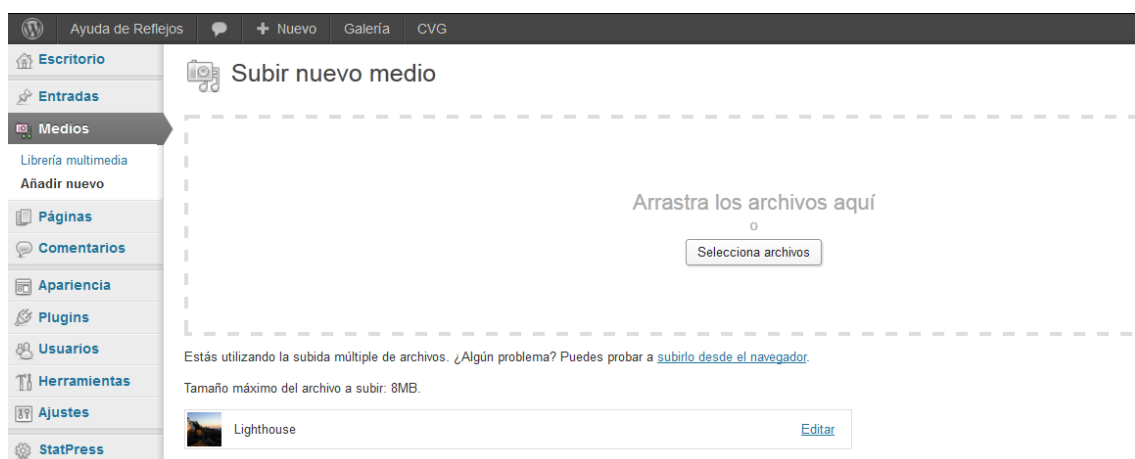 Ayuda de Reflejos + Nuevo Galería CVG
Escritorio
Entradas
Medios
Librería multimedia
Añadir nuevo
Páginas
Comentarios
Apariencia
Plugins
Usuarios
Herramientas
Ajustes
StatPress
Subir nuevo medio
Arrastra los archivos aquí
o
Selecciona archivos
Estás utilizando la subida múltiple de archivos. ¿Algún problema? Puedes probar a subirlo desde el navegador.
Tamaño máximo del archivo a subir: 8MB.
Lighthouse Editar